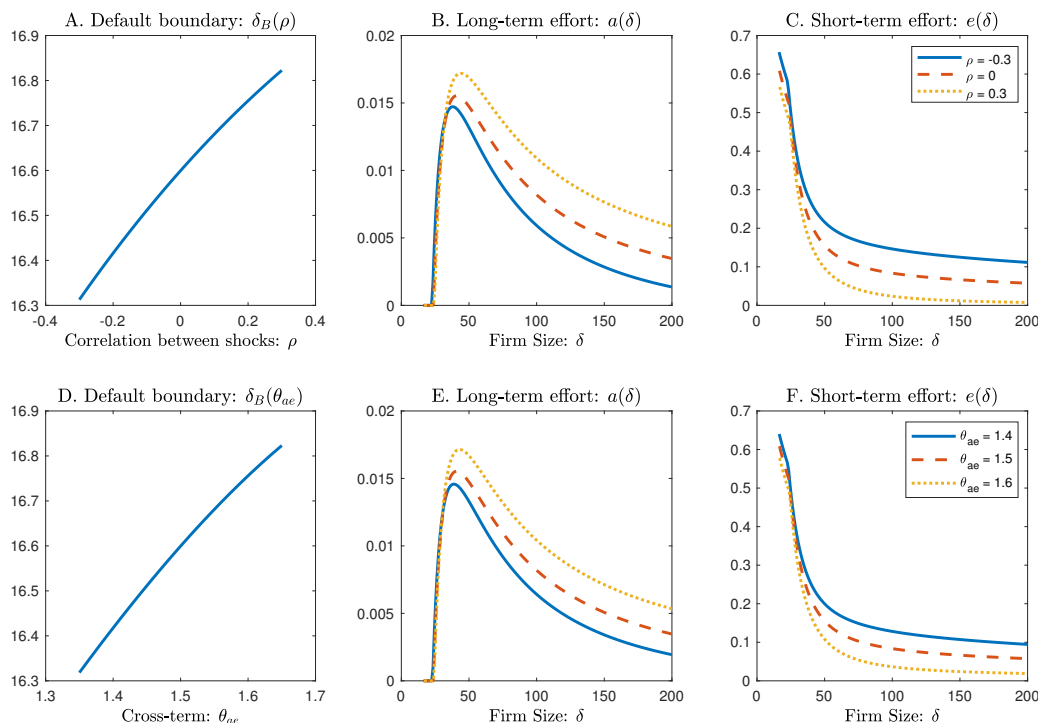 A. Default boundary: δ_B(ρ)
16.9
16.8
16.7
16.6
16.5
16.4
16.3
-0.4 -0.2 0 0.2 0.4
Correlation between shocks: ρ
B. Long-term effort: a(δ)
0.02
0.015
0.01
0.005
0
0 50 100 150 200
Firm Size: δ
C. Short-term effort: e(δ)
0.7
0.6
0.5
0.4
0.3
0.2
0.1
0
0 50 100 150 200
Firm Size: δ
ρ = -0.3
ρ = 0
ρ = 0.3
D. Default boundary: δ_B(θ_ae)
16.9
16.8
16.7
16.6
16.5
16.4
16.3
1.3 1.4 1.5 1.6 1.7
Cross-term: θ_ae
E. Long-term effort: a(δ)
0.02
0.015
0.01
0.005
0
0 50 100 150 200
Firm Size: δ
F. Short-term effort: e(δ)
0.7
0.6
0.5
0.4
0.3
0.2
0.1
0
0 50 100 150 200
Firm Size: δ
θ_ae = 1.4
θ_ae = 1.5
θ_ae = 1.6